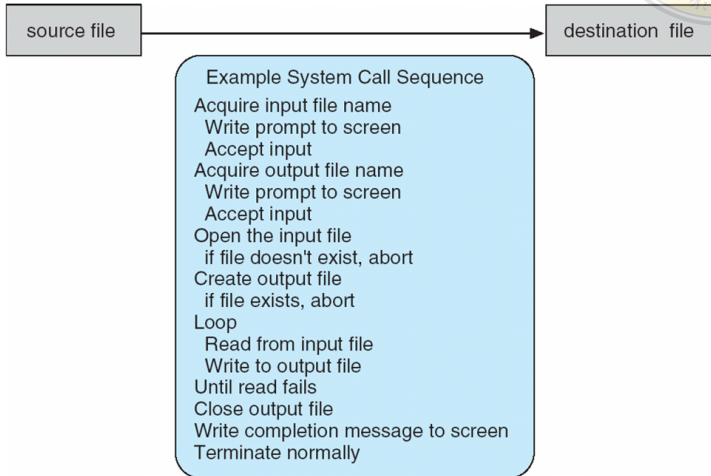 source file
destination file
Example System Call Sequence
Acquire input file name
Write prompt to screen
Accept input
Acquire output file name
Write prompt to screen
Accept input
Open the input file
if file doesn't exist, abort
Create output file
if file exists, abort
Loop
Read from input file
Write to output file
Until read fails
Close output file
Write completion message to screen
Terminate normally